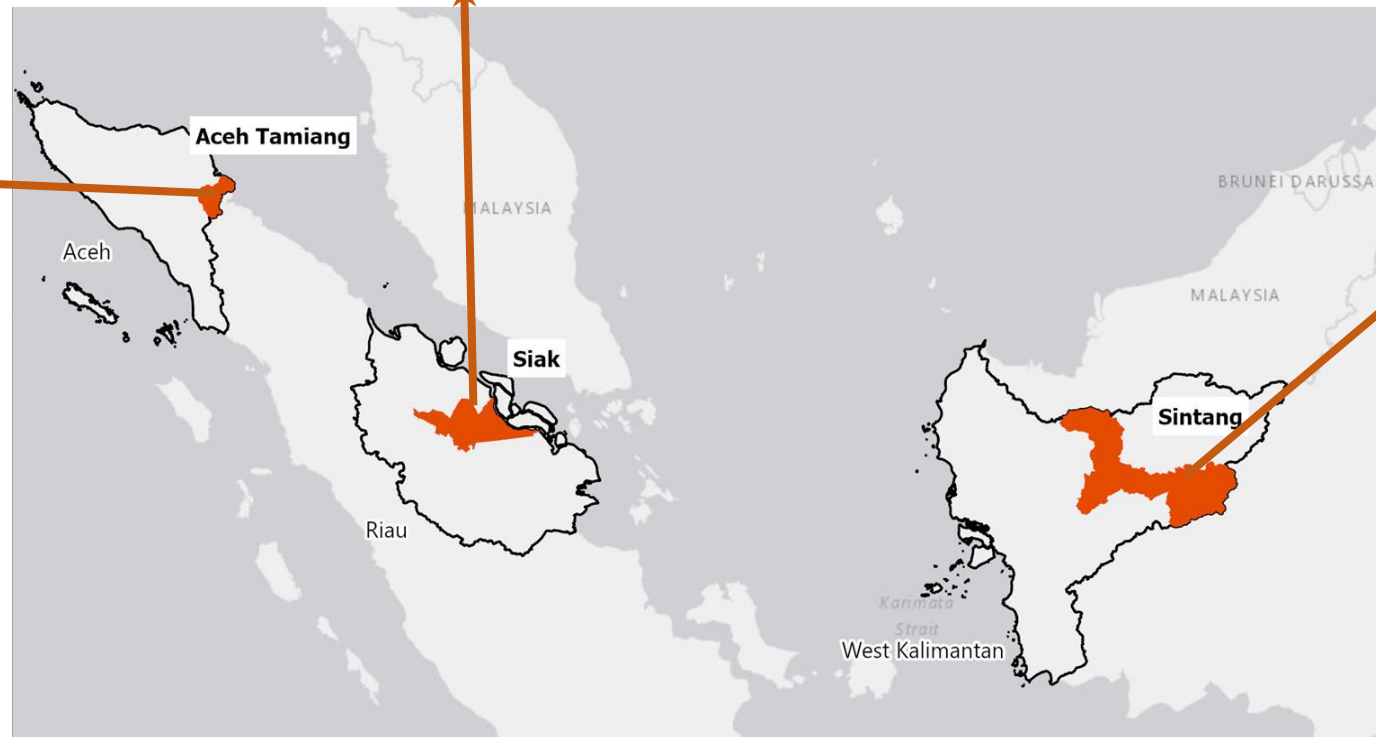 Aceh Tamiang
BRUNEI DARUSSA
MALAYSIA
Aceh
MALAYSIA
Siak
Sintang
Riau
Karimata
Strait
West Kalimantan